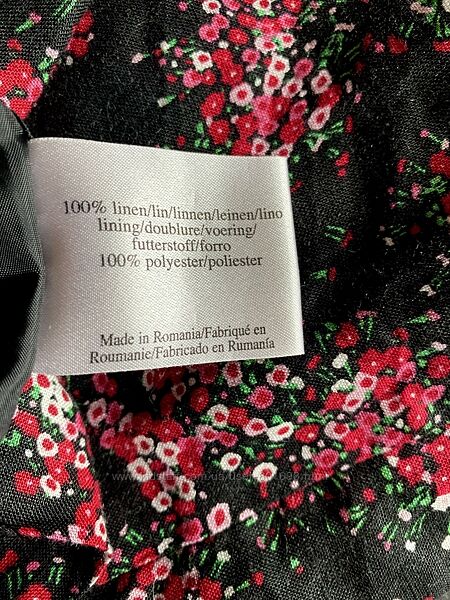 100% linen/lin/linnen/leinen/lino
lining/doublure/voering/
futterstoff/forro
100% polyester/poliester
Made in Romania/Fabriqué en
Roumanie/Fabricado en Rumanía